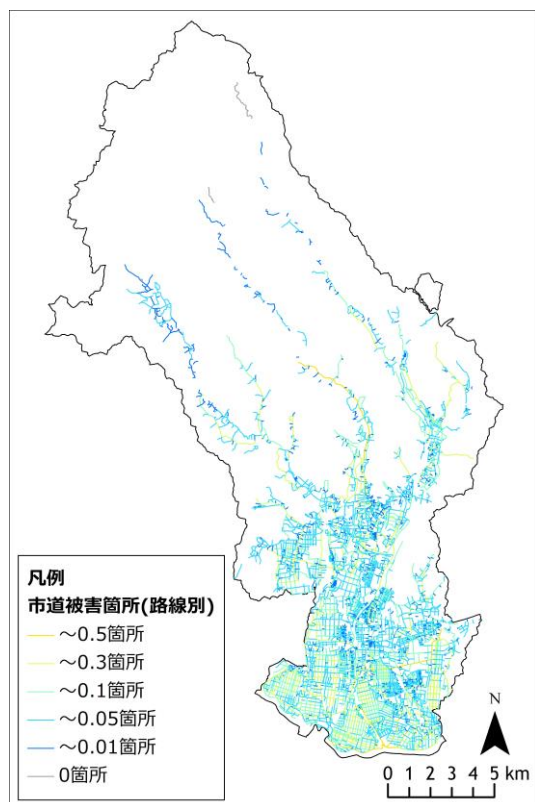 凡例
市道被害箇所(路線別)
～0.5箇所
～0.3箇所
～0.1箇所
～0.05箇所
～0.01箇所
0箇所
N
0 1 2 3 4 5 km